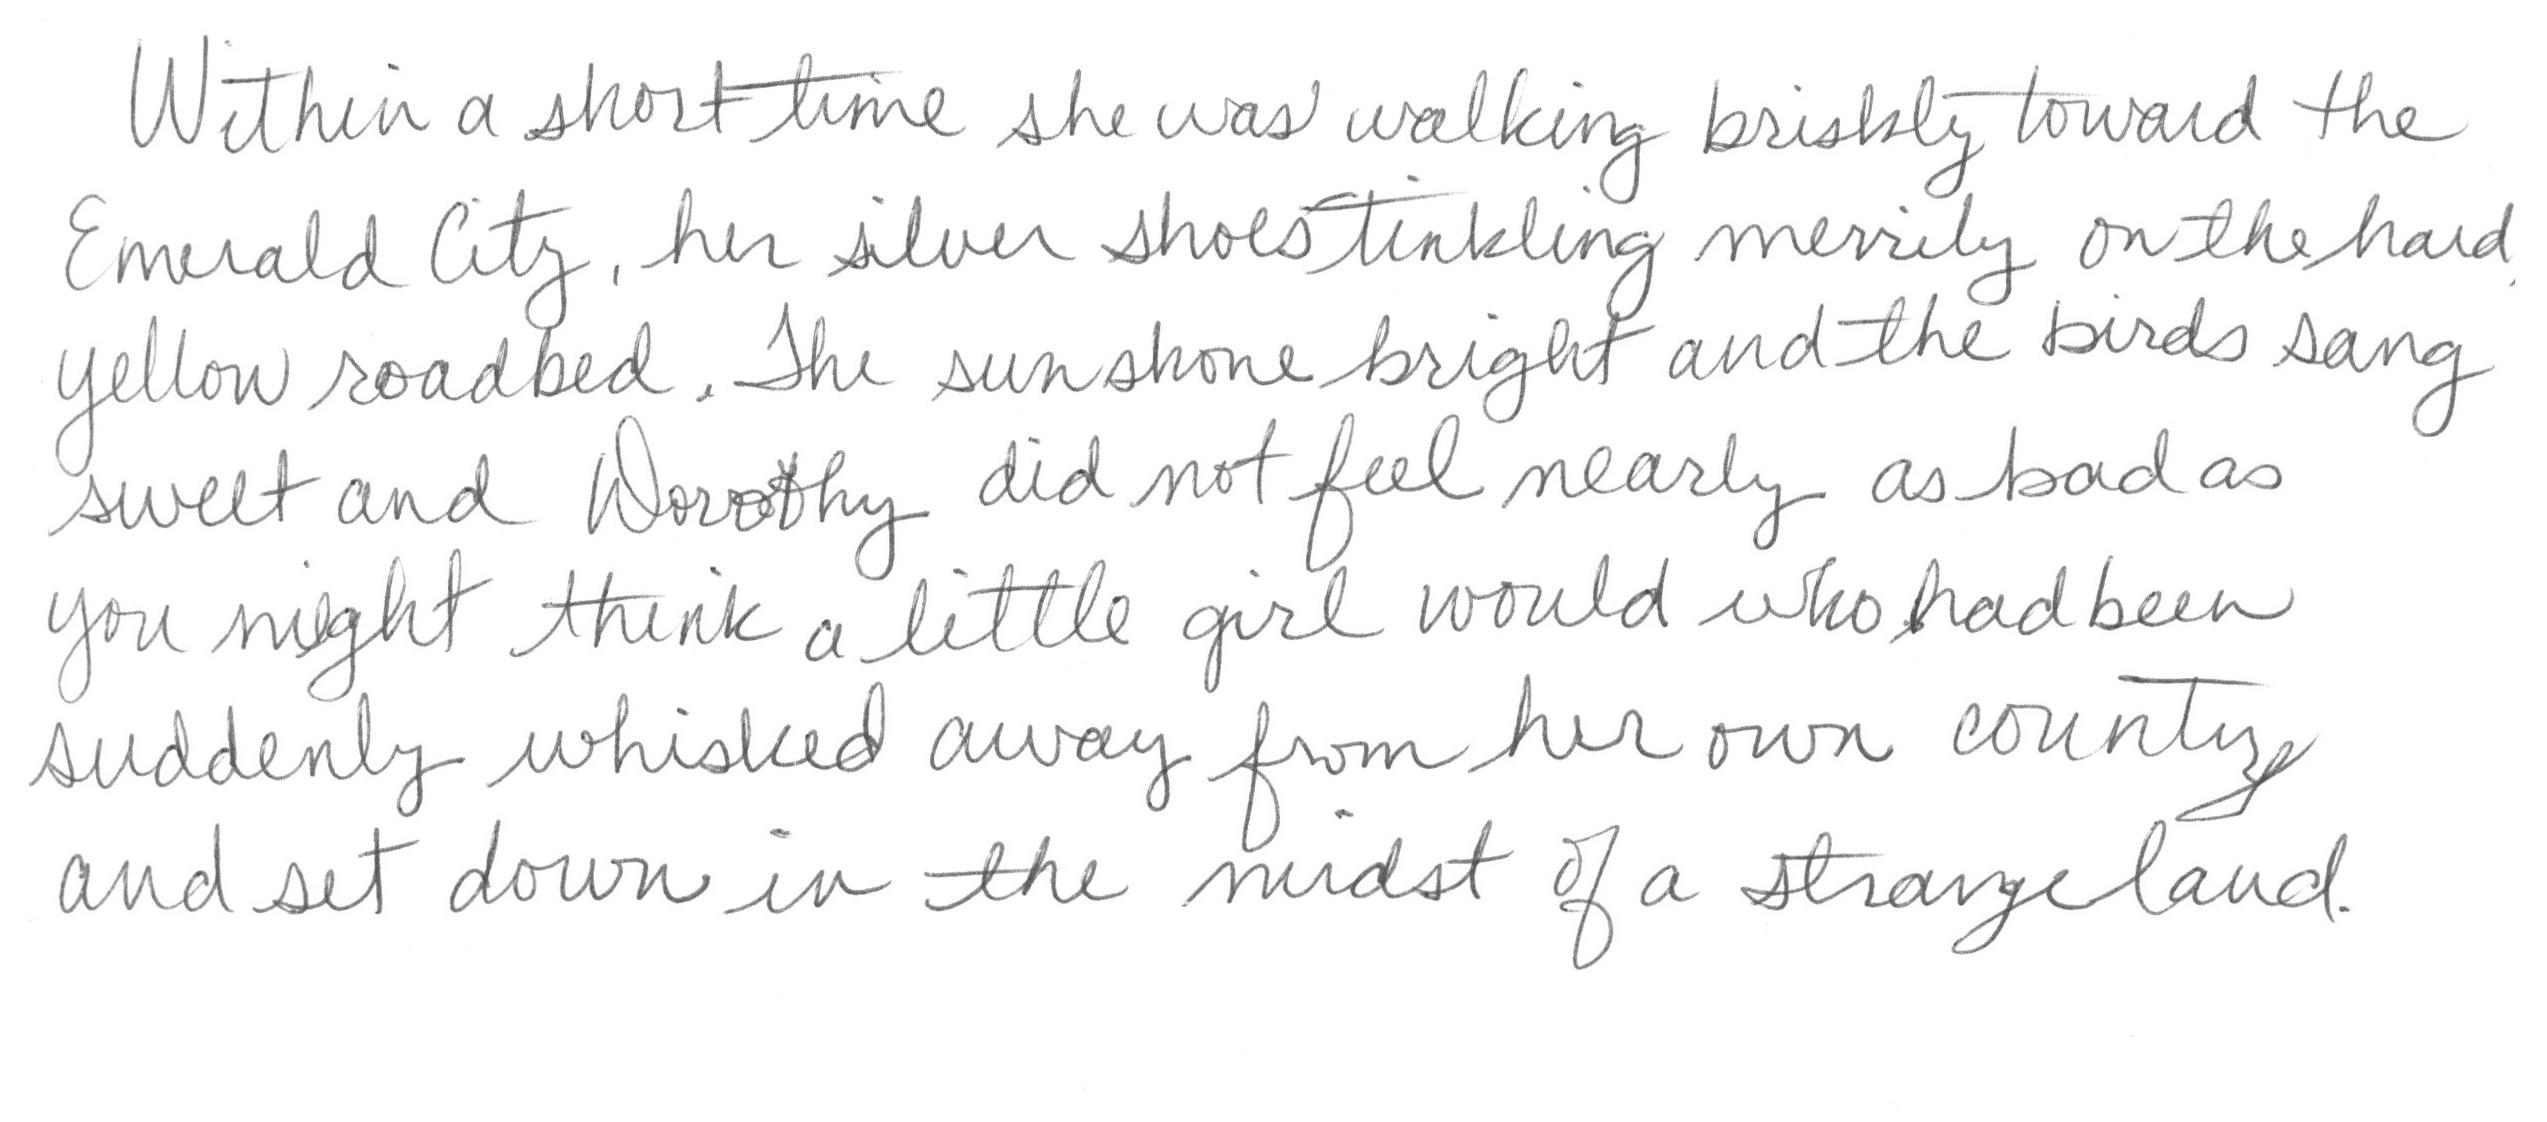 Within a short time she was walking briskly toward the
Emerald City, her silver shoes tinkling merrily on the hard,
yellow roadbed. The sun shone bright and the birds sang
sweet and Dorothy did not feel nearly as bad as
you might think a little girl would who had been
suddenly whisked away from her own county
and set down in the midst of a strange land.